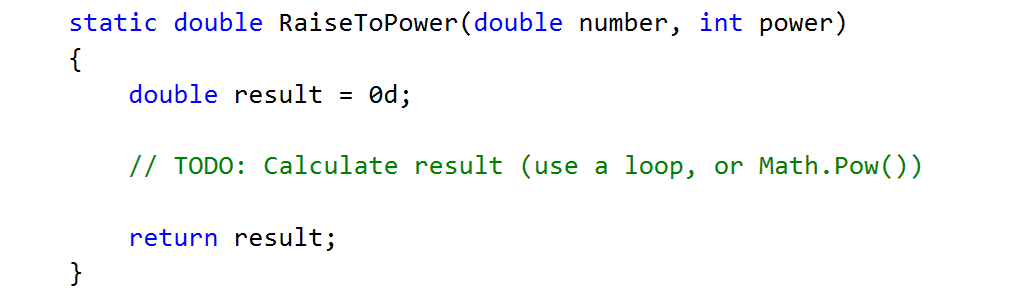 static double RaiseToPower(double number, int power)
{
double result = 0d;
// TODO: Calculate result (use a loop, or Math.Pow())
return result;
}